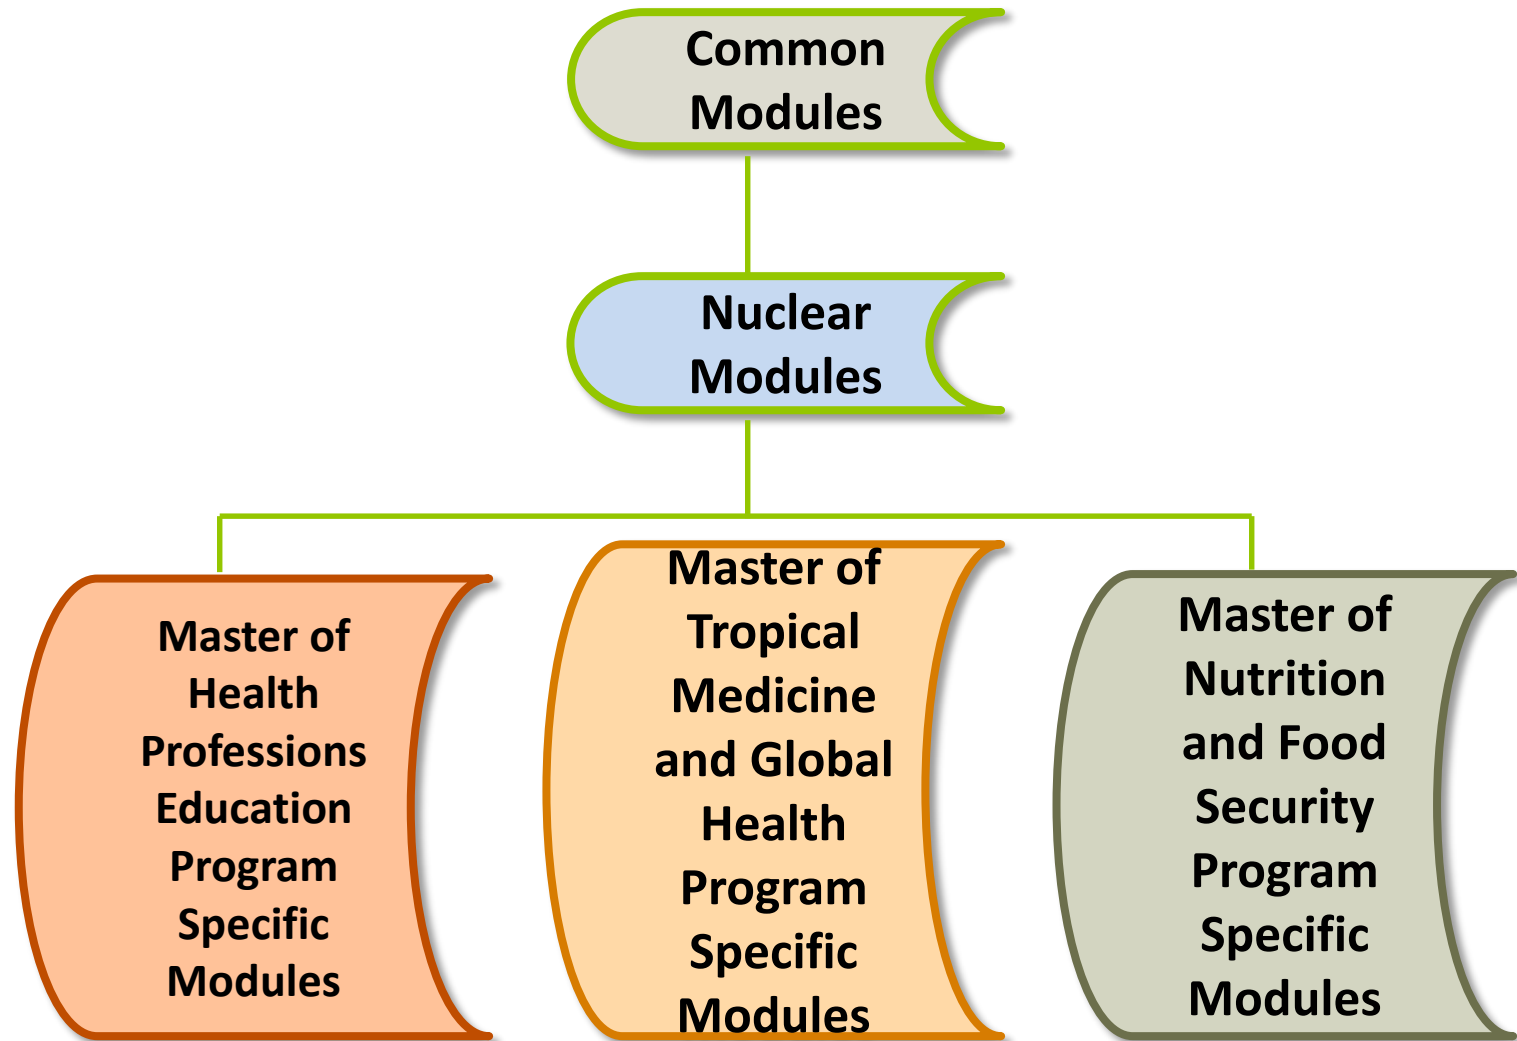 Common
Modules
Nuclear
Modules
Master of
Health
Professions
Education
Program
Specific
Modules
Master of
Tropical
Medicine
and Global
Health
Program
Specific
Modules
Master of
Nutrition
and Food
Security
Program
Specific
Modules